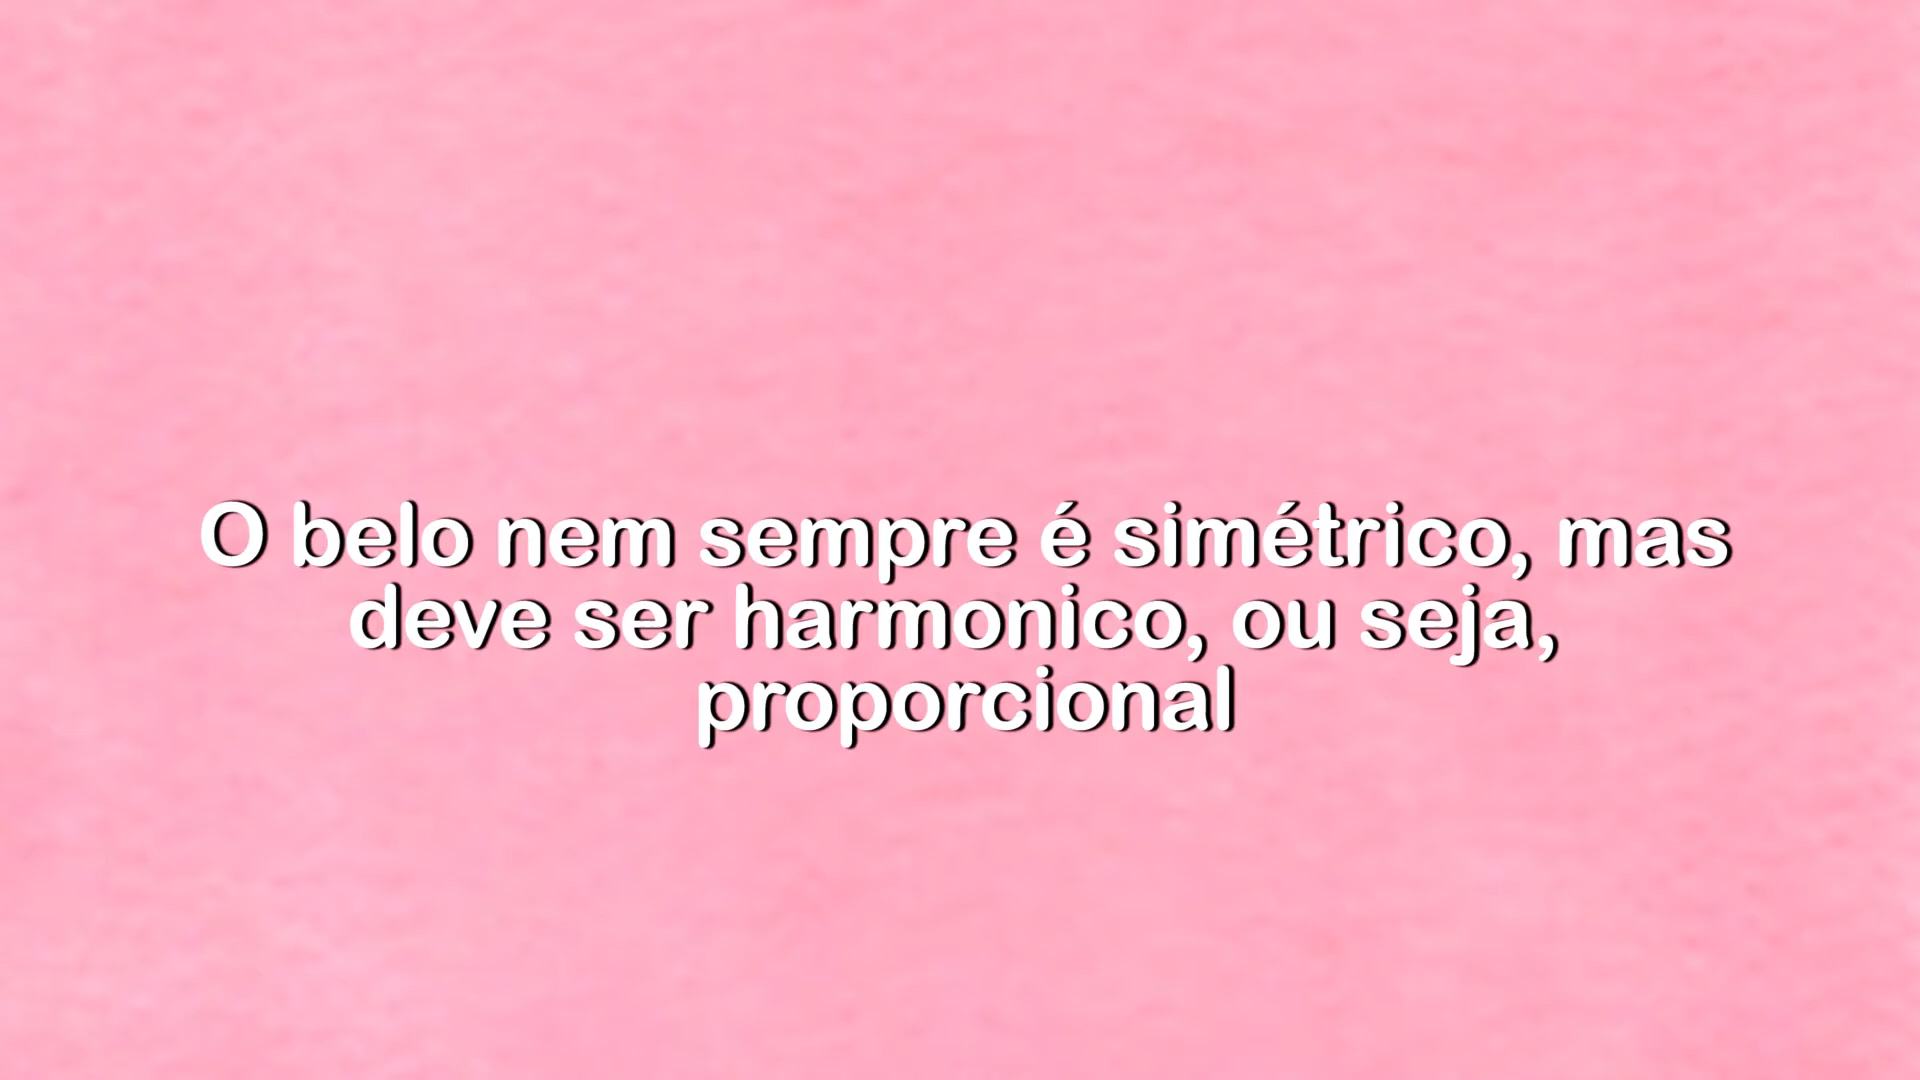 O belo nem sempre é simétrico, mas
deve ser harmonico, ou seja,
proporcional